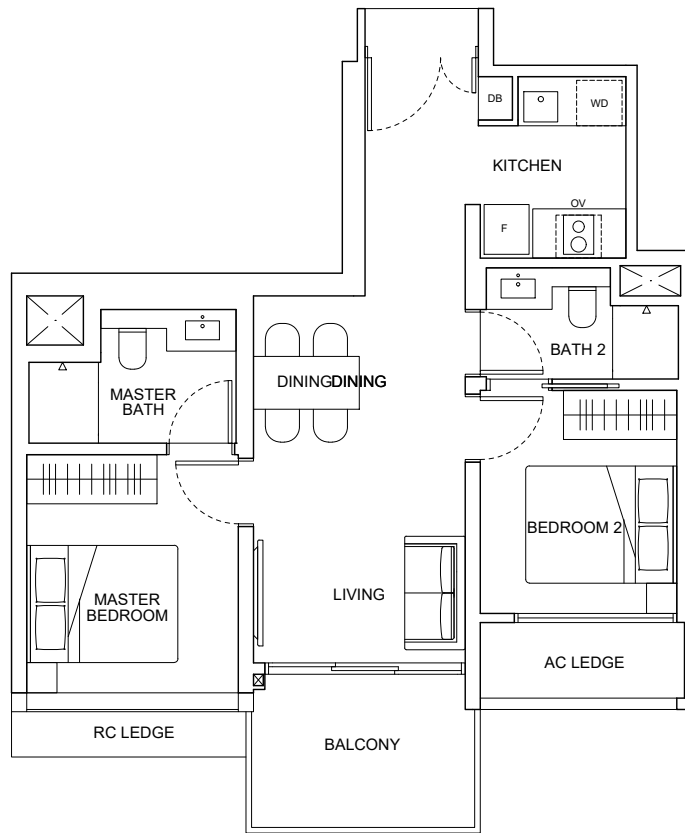 DB
WD
KITCHEN
OV
F
BATH 2
DININGDINING
MASTER
BATH
BEDROOM 2
LIVING
MASTER
BEDROOM
AC LEDGE
RC LEDGE
BALCONY